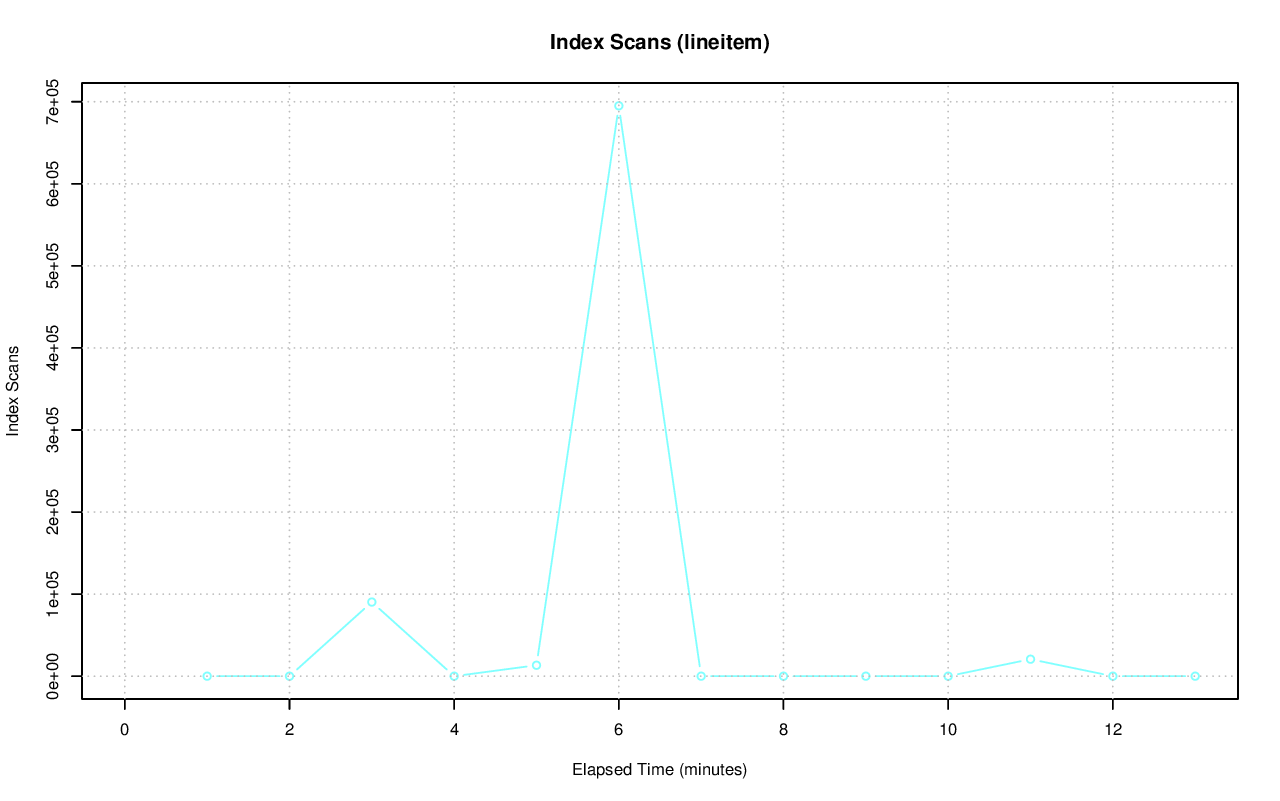 Index Scans (lineitem)
7e+05
6e+05
5e+05
4e+05
3e+05
2e+05
1e+05
0e+00
Index Scans
0 2 4 6 8 10 12
Elapsed Time (minutes)